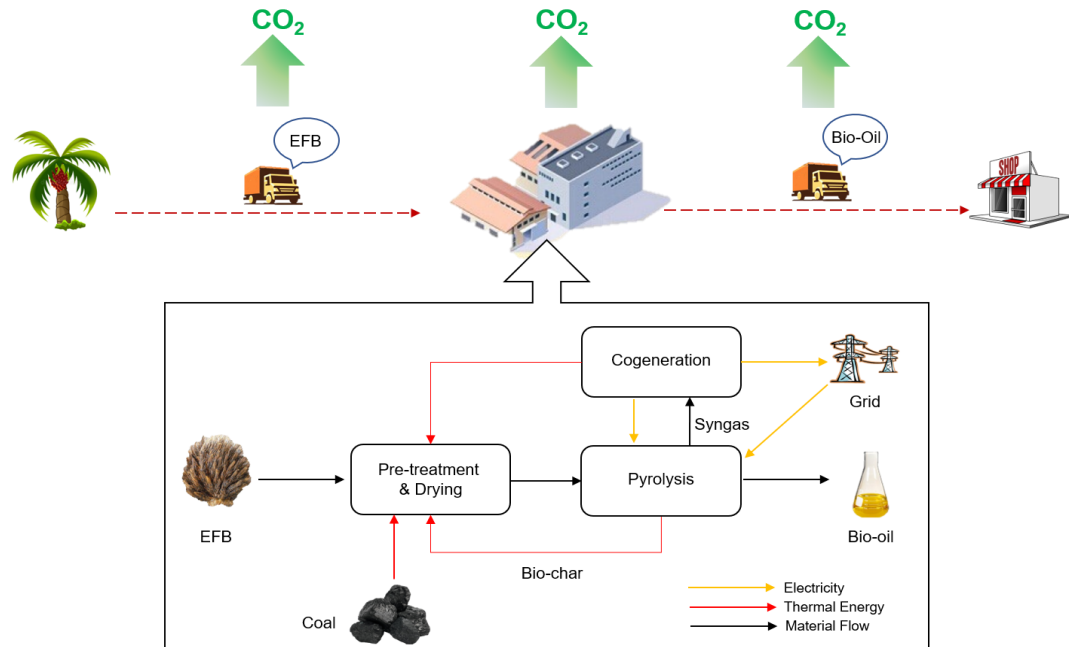 CO₂
CO₂
CO₂
EFB
Bio-Oil
SHOP
Cogeneration
Grid
Syngas
Pre-treatment
& Drying
Pyrolysis
EFB
Bio-oil
Bio-char
Coal
Electricity
Thermal Energy
Material Flow